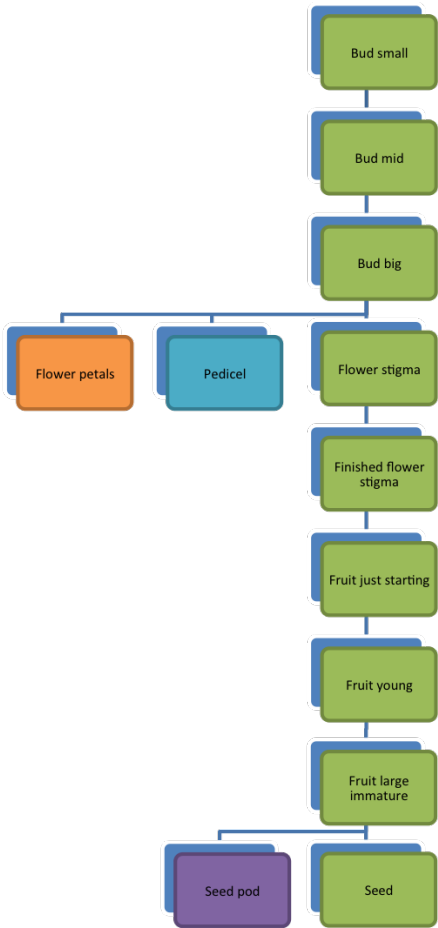 Bud small
Bud mid
Bud big
Flower petals
Pedicel
Flower stigma
Finished flower
stigma
Fruit just starting
Fruit young
Fruit large
immature
Seed pod
Seed